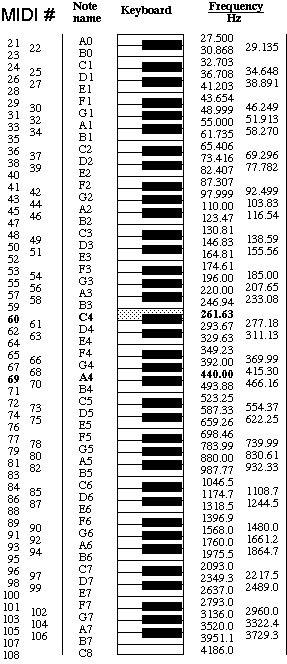 MIDI # Note name Keyboard Frequency
Hz
21 A0 27.500
22 29.135
23 B0 30.868
24 C1 32.703
25 34.648
26 D1 36.708
27 38.891
28 E1 41.203
29 F1 43.654
30 46.249
31 G1 48.999
32 51.913
33 A1 55.000
34 58.270
35 B1 61.735
36 C2 65.406
37 69.296
38 D2 73.416
39 77.782
40 E2 82.407
41 F2 87.307
42 92.499
43 G2 97.999
44 103.83
45 A2 110.00
46 116.54
47 B2 123.47
48 C3 130.81
49 138.59
50 D3 146.83
51 155.56
52 E3 164.81
53 F3 174.61
54 185.00
55 G3 196.00
56 207.65
57 A3 220.00
58 233.08
59 B3 246.94
60 C4 261.63
61 277.18
62 D4 293.67
63 311.13
64 E4 329.63
65 F4 349.23
66 369.99
67 G4 392.00
68 415.30
69 A4 440.00
70 466.16
71 B4 493.88
72 C5 523.25
73 554.37
74 D5 587.33
75 622.25
76 E5 659.26
77 F5 698.46
78 739.99
79 G5 783.99
80 830.61
81 A5 880.00
82 932.33
83 B5 987.77
84 C6 1046.5
85 1108.7
86 D6 1174.7
87 1244.5
88 E6 1318.5
89 F6 1396.9
90 1480.0
91 G6 1568.0
92 1661.2
93 A6 1760.0
94 1864.7
95 B6 1975.5
96 C7 2093.0
97 2217.5
98 D7 2349.3
99 2489.0
100 E7 2637.0
101 F7 2793.0
102 2960.0
103 G7 3136.0
104 3322.4
105 A7 3520.0
106 3729.3
107 B7 3951.1
108 C8 4186.0